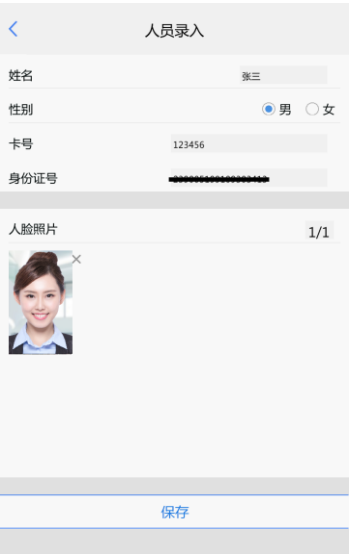 人员录入
姓名 张三
性别 男 女
卡号 123456
身份证号
人脸照片 1/1
保存